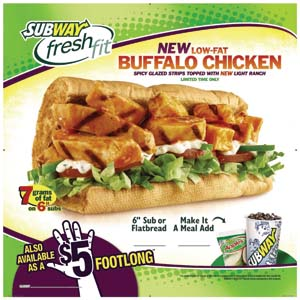 SUBWAY
fresh fit
NEW LOW-FAT
BUFFALO CHICKEN
SPICY GLAZED STRIPS TOPPED WITH NEW LIGHT RANCH
LIMITED TIME ONLY
7 grams
of fat
on 6" subs
6" Sub or
Flatbread
Make It
A Meal Add
ALSO
AVAILABLE
AS A
$5
FOOTLONG
SUBWAY